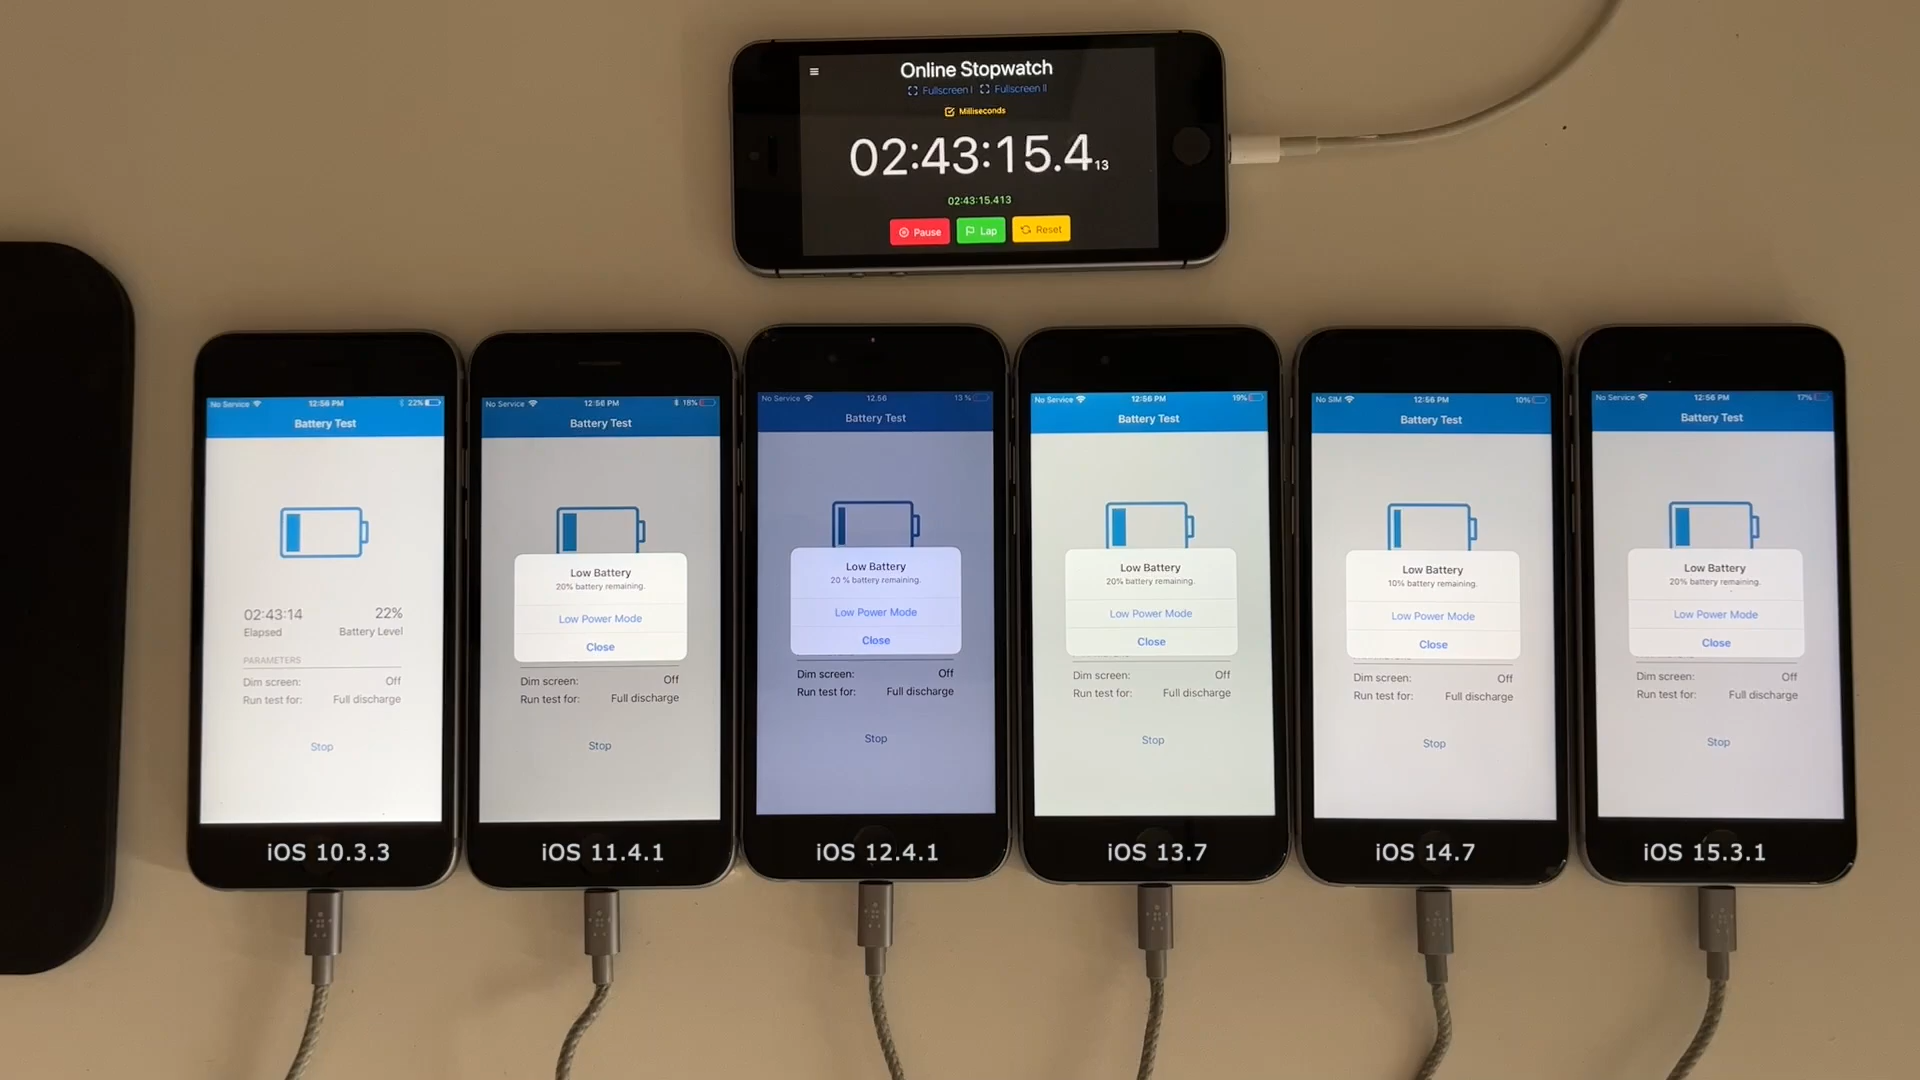 Online Stopwatch
Fullscreen I Fullscreen II
Milliseconds
02:43:15.413
02:43:15.413
Pause Lap Reset
No Service 12:56 PM 22%
Battery Test
02:43:14 22%
Elapsed Battery Level
PARAMETERS
Dim screen: Off
Run test for: Full discharge
Stop
iOS 10.3.3
No Service 12:56 PM 18%
Battery Test
Low Battery
20% battery remaining.
Low Power Mode
Close
Dim screen: Off
Run test for: Full discharge
Stop
iOS 11.4.1
No Service 12:56 13 %
Battery Test
Low Battery
20 % battery remaining.
Low Power Mode
Close
Dim screen: Off
Run test for: Full discharge
Stop
iOS 12.4.1
No Service 12:56 PM 19%
Battery Test
Low Battery
20% battery remaining.
Low Power Mode
Close
Dim screen: Off
Run test for: Full discharge
Stop
iOS 13.7
No SIM 12:56 PM 10%
Battery Test
Low Battery
10% battery remaining.
Low Power Mode
Close
Dim screen: Off
Run test for: Full discharge
Stop
iOS 14.7
No Service 12:56 PM 17%
Battery Test
Low Battery
20% battery remaining.
Low Power Mode
Close
Dim screen: Off
Run test for: Full discharge
Stop
iOS 15.3.1